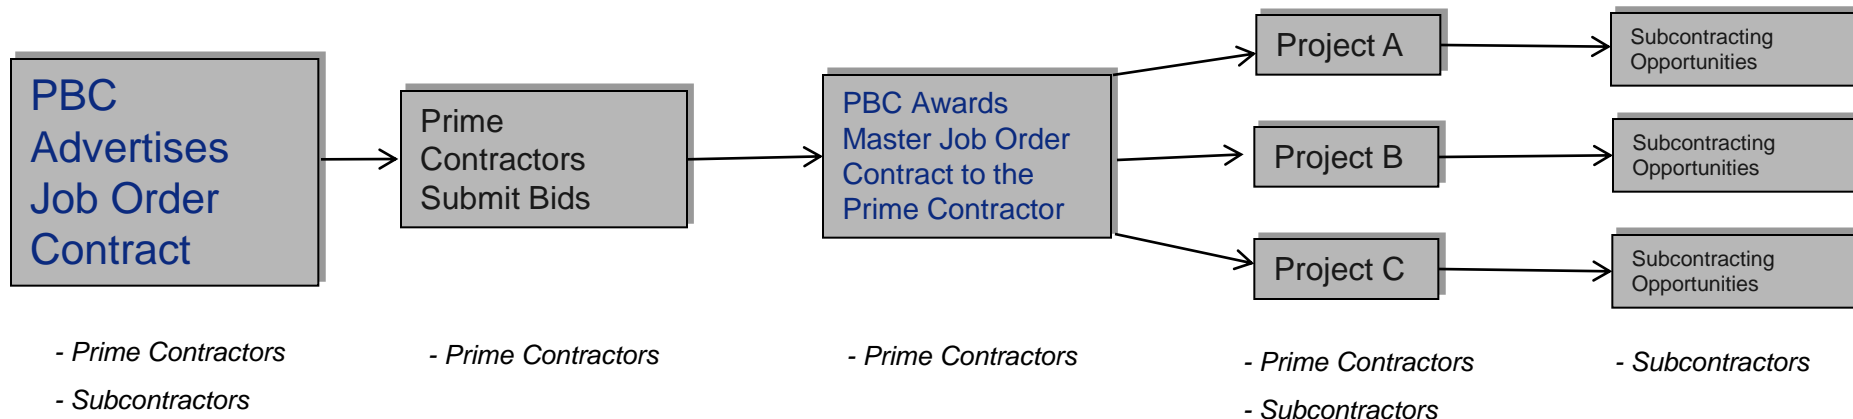 PBC
Advertises
Job Order
Contract
Prime
Contractors
Submit Bids
PBC Awards
Master Job Order
Contract to the
Prime Contractor
Project A
Project B
Project C
Subcontracting
Opportunities
Subcontracting
Opportunities
Subcontracting
Opportunities
- Prime Contractors
- Subcontractors
- Prime Contractors
- Prime Contractors
- Prime Contractors
- Subcontractors
- Subcontractors